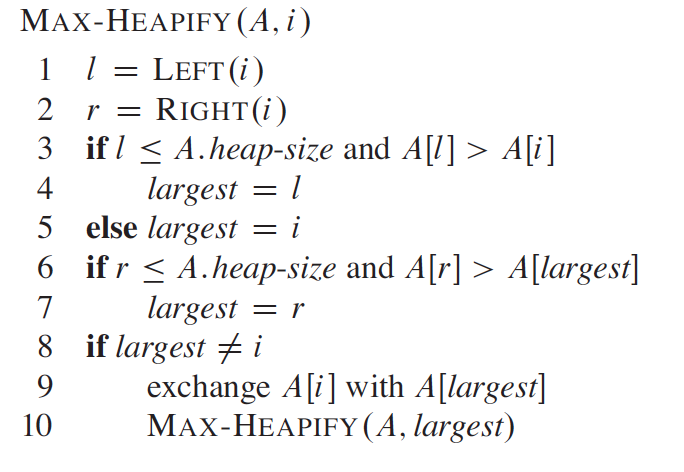 MAX-HEAPIFY(A, i)
1 l = LEFT(i)
2 r = RIGHT(i)
3 if l ≤ A.heap-size and A[l] > A[i]
4 largest = l
5 else largest = i
6 if r ≤ A.heap-size and A[r] > A[largest]
7 largest = r
8 if largest ≠ i
9 exchange A[i] with A[largest]
10 MAX-HEAPIFY(A, largest)